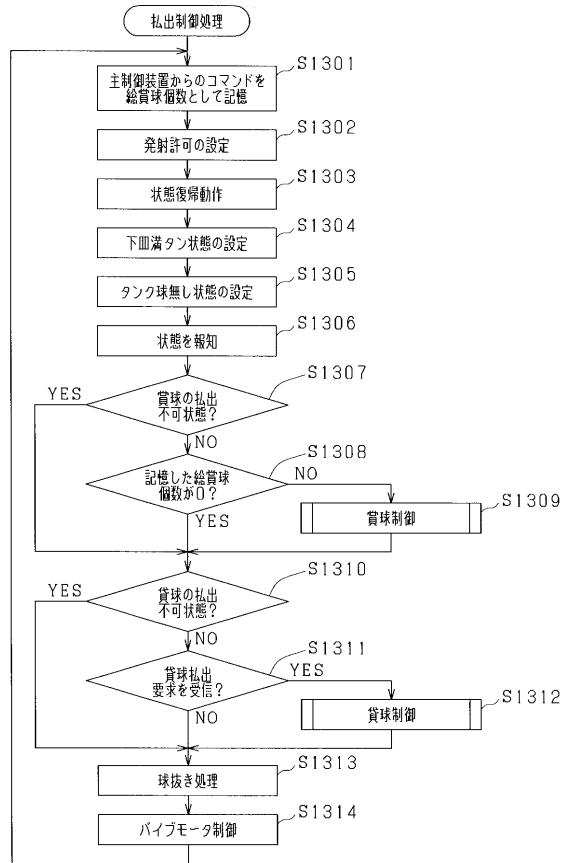 払出制御処理
S1301
主制御装置からのコマンドを
総賞球個数として記憶
S1302
発射許可の設定
S1303
状態復帰動作
S1304
下皿満タン状態の設定
S1305
タンク球無し状態の設定
S1306
状態を報知
S1307
YES
賞球の払出
不可状態？
NO
S1308
記憶した総賞球
個数が0？
NO
YES
S1309
賞球制御
S1310
YES
貸球の払出
不可状態？
NO
S1311
貸球払出
要求を受信？
YES
NO
S1312
貸球制御
S1313
球抜き処理
S1314
バイブモータ制御